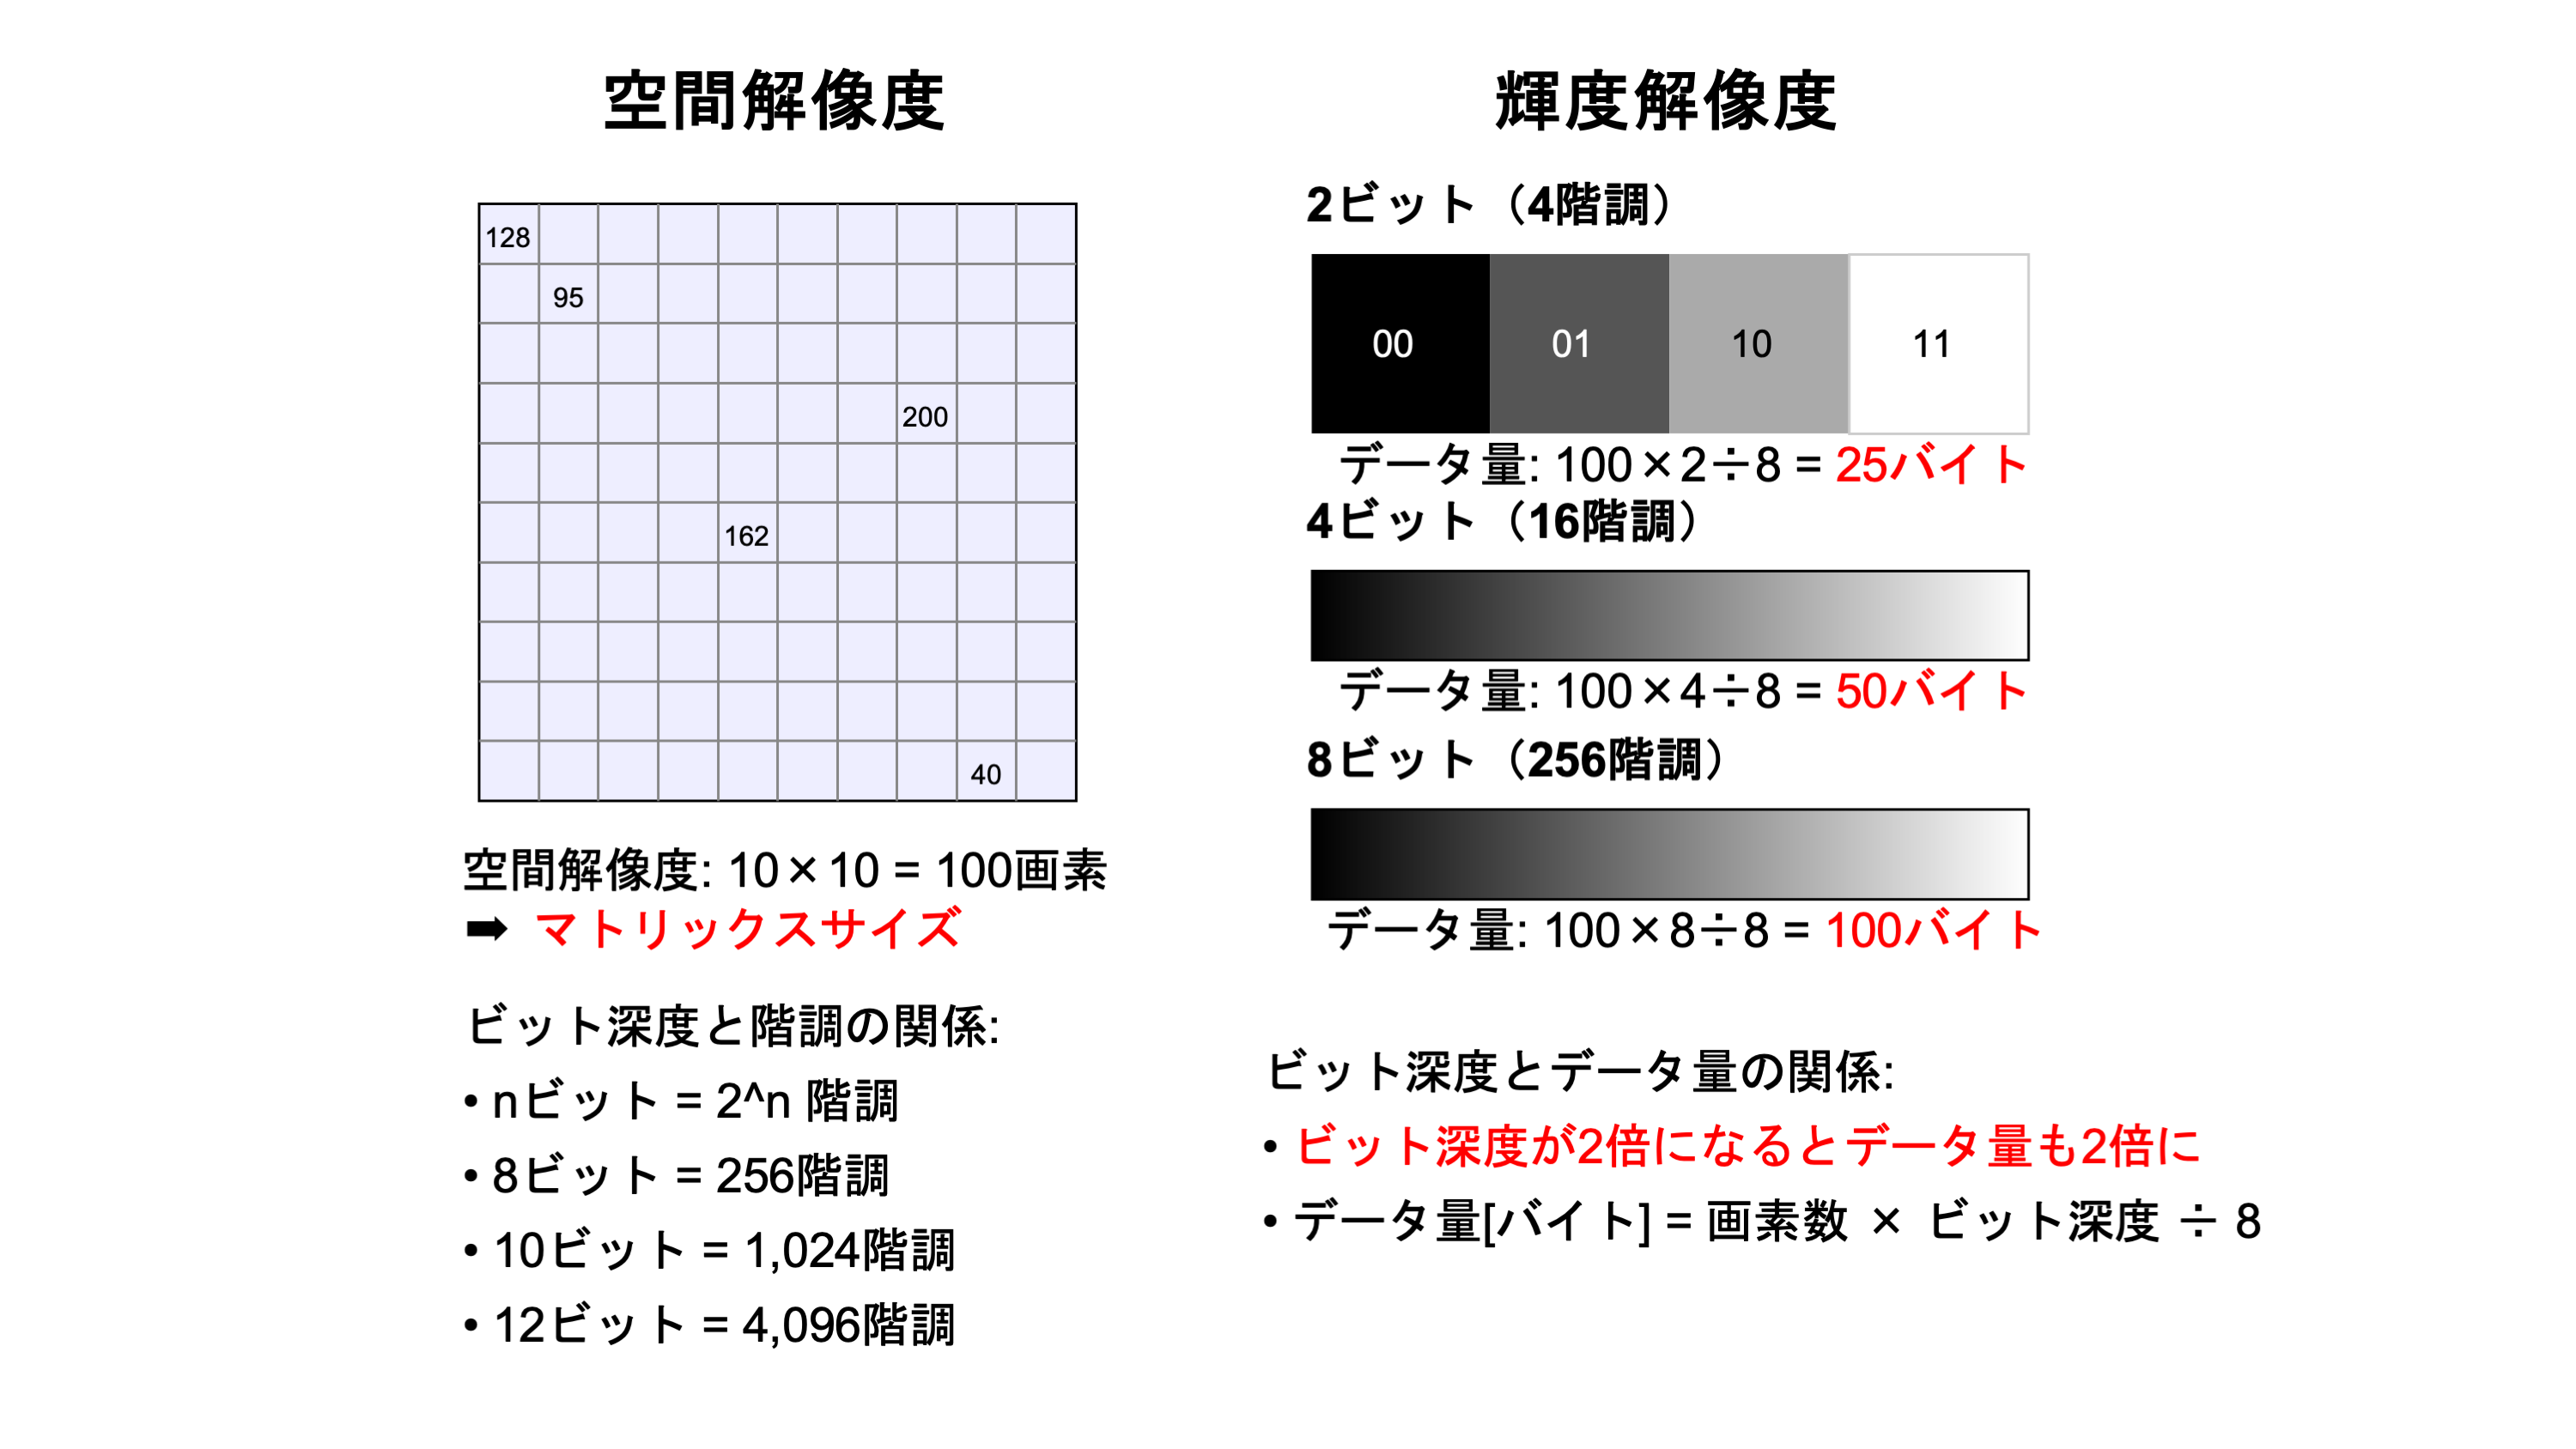 空間解像度
128
95
200
162
40
空間解像度: 10×10 = 100画素
➡ マトリックスサイズ
ビット深度と階調の関係:
• nビット = 2^n 階調
• 8ビット = 256階調
• 10ビット = 1,024階調
• 12ビット = 4,096階調
輝度解像度
2ビット（4階調）
00 01 10 11
データ量: 100×2÷8 = 25バイト
4ビット（16階調）
データ量: 100×4÷8 = 50バイト
8ビット（256階調）
データ量: 100×8÷8 = 100バイト
ビット深度とデータ量の関係:
• ビット深度が2倍になるとデータ量も2倍に
• データ量[バイト] = 画素数 × ビット深度 ÷ 8